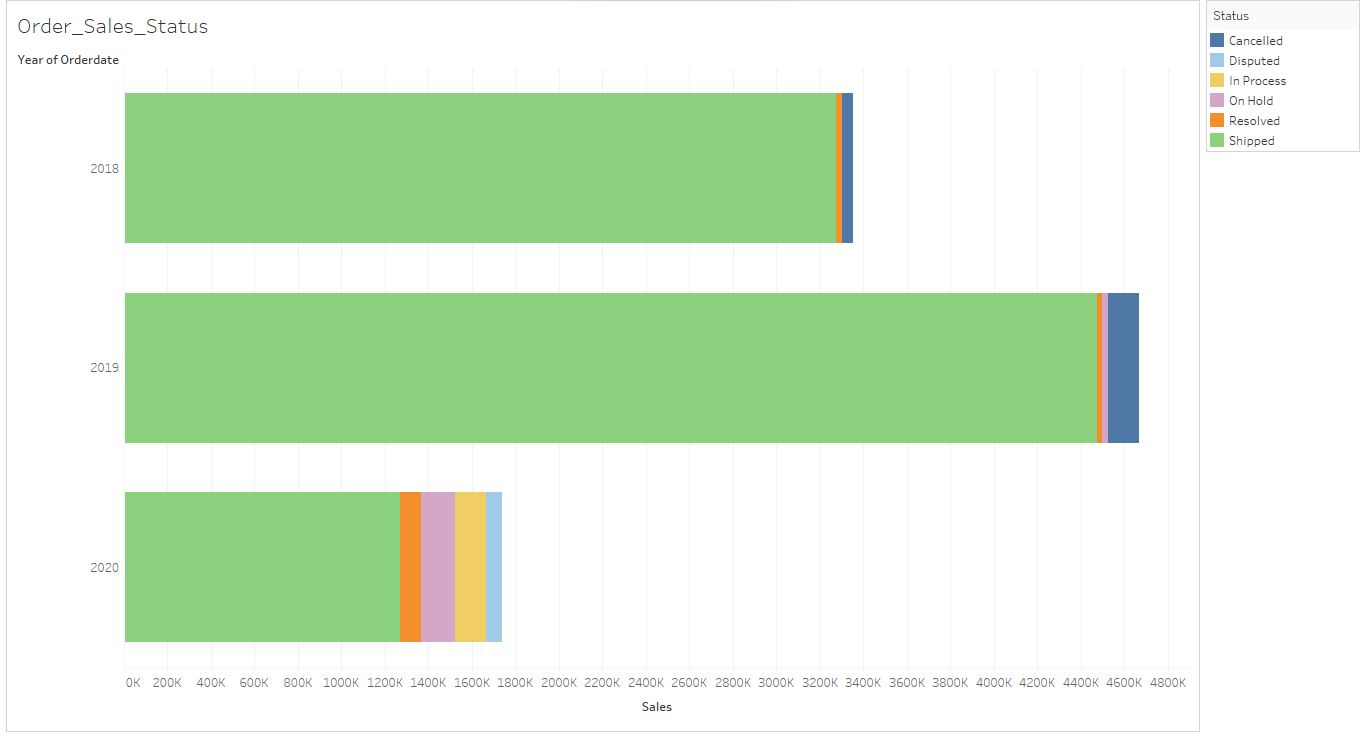 Order_Sales_Status
Year of Orderdate
2018
2019
2020
0K 200K 400K 600K 800K 1000K 1200K 1400K 1600K 1800K 2000K 2200K 2400K 2600K 2800K 3000K 3200K 3400K 3600K 3800K 4000K 4200K 4400K 4600K 4800K
Sales
Status
Cancelled
Disputed
In Process
On Hold
Resolved
Shipped